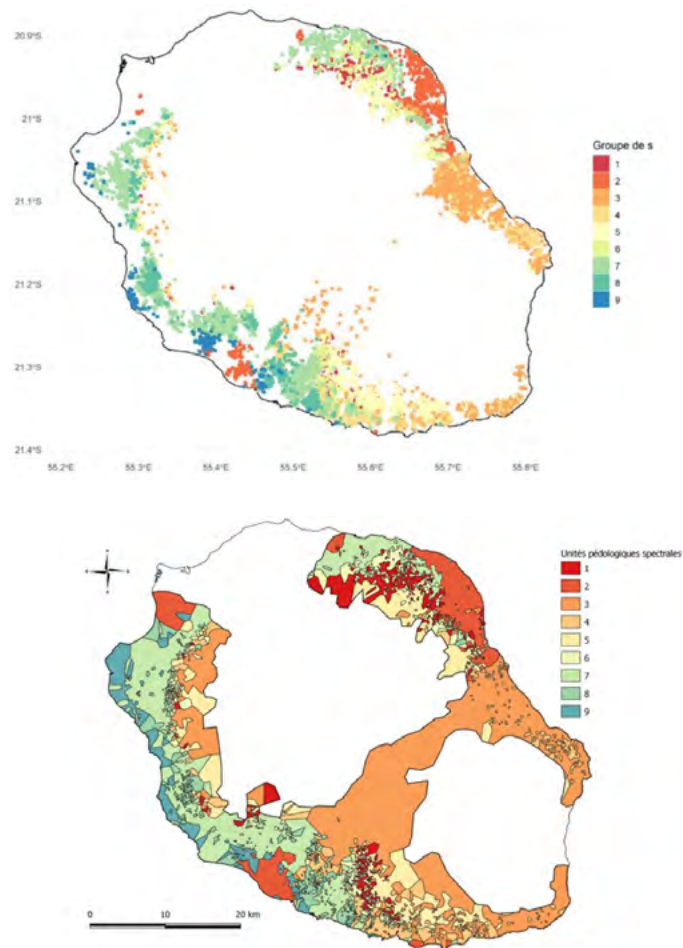 20.9°S
21°S
21.1°S
21.2°S
21.3°S
21.4°S
55.2°E
55.3°E
55.4°E
55.5°E
55.6°E
55.7°E
55.8°E
Groupe de s
1
2
3
4
5
6
7
8
9
Unités pédologiques spectrales
1
2
3
4
5
6
7
8
9
0 10 20 km